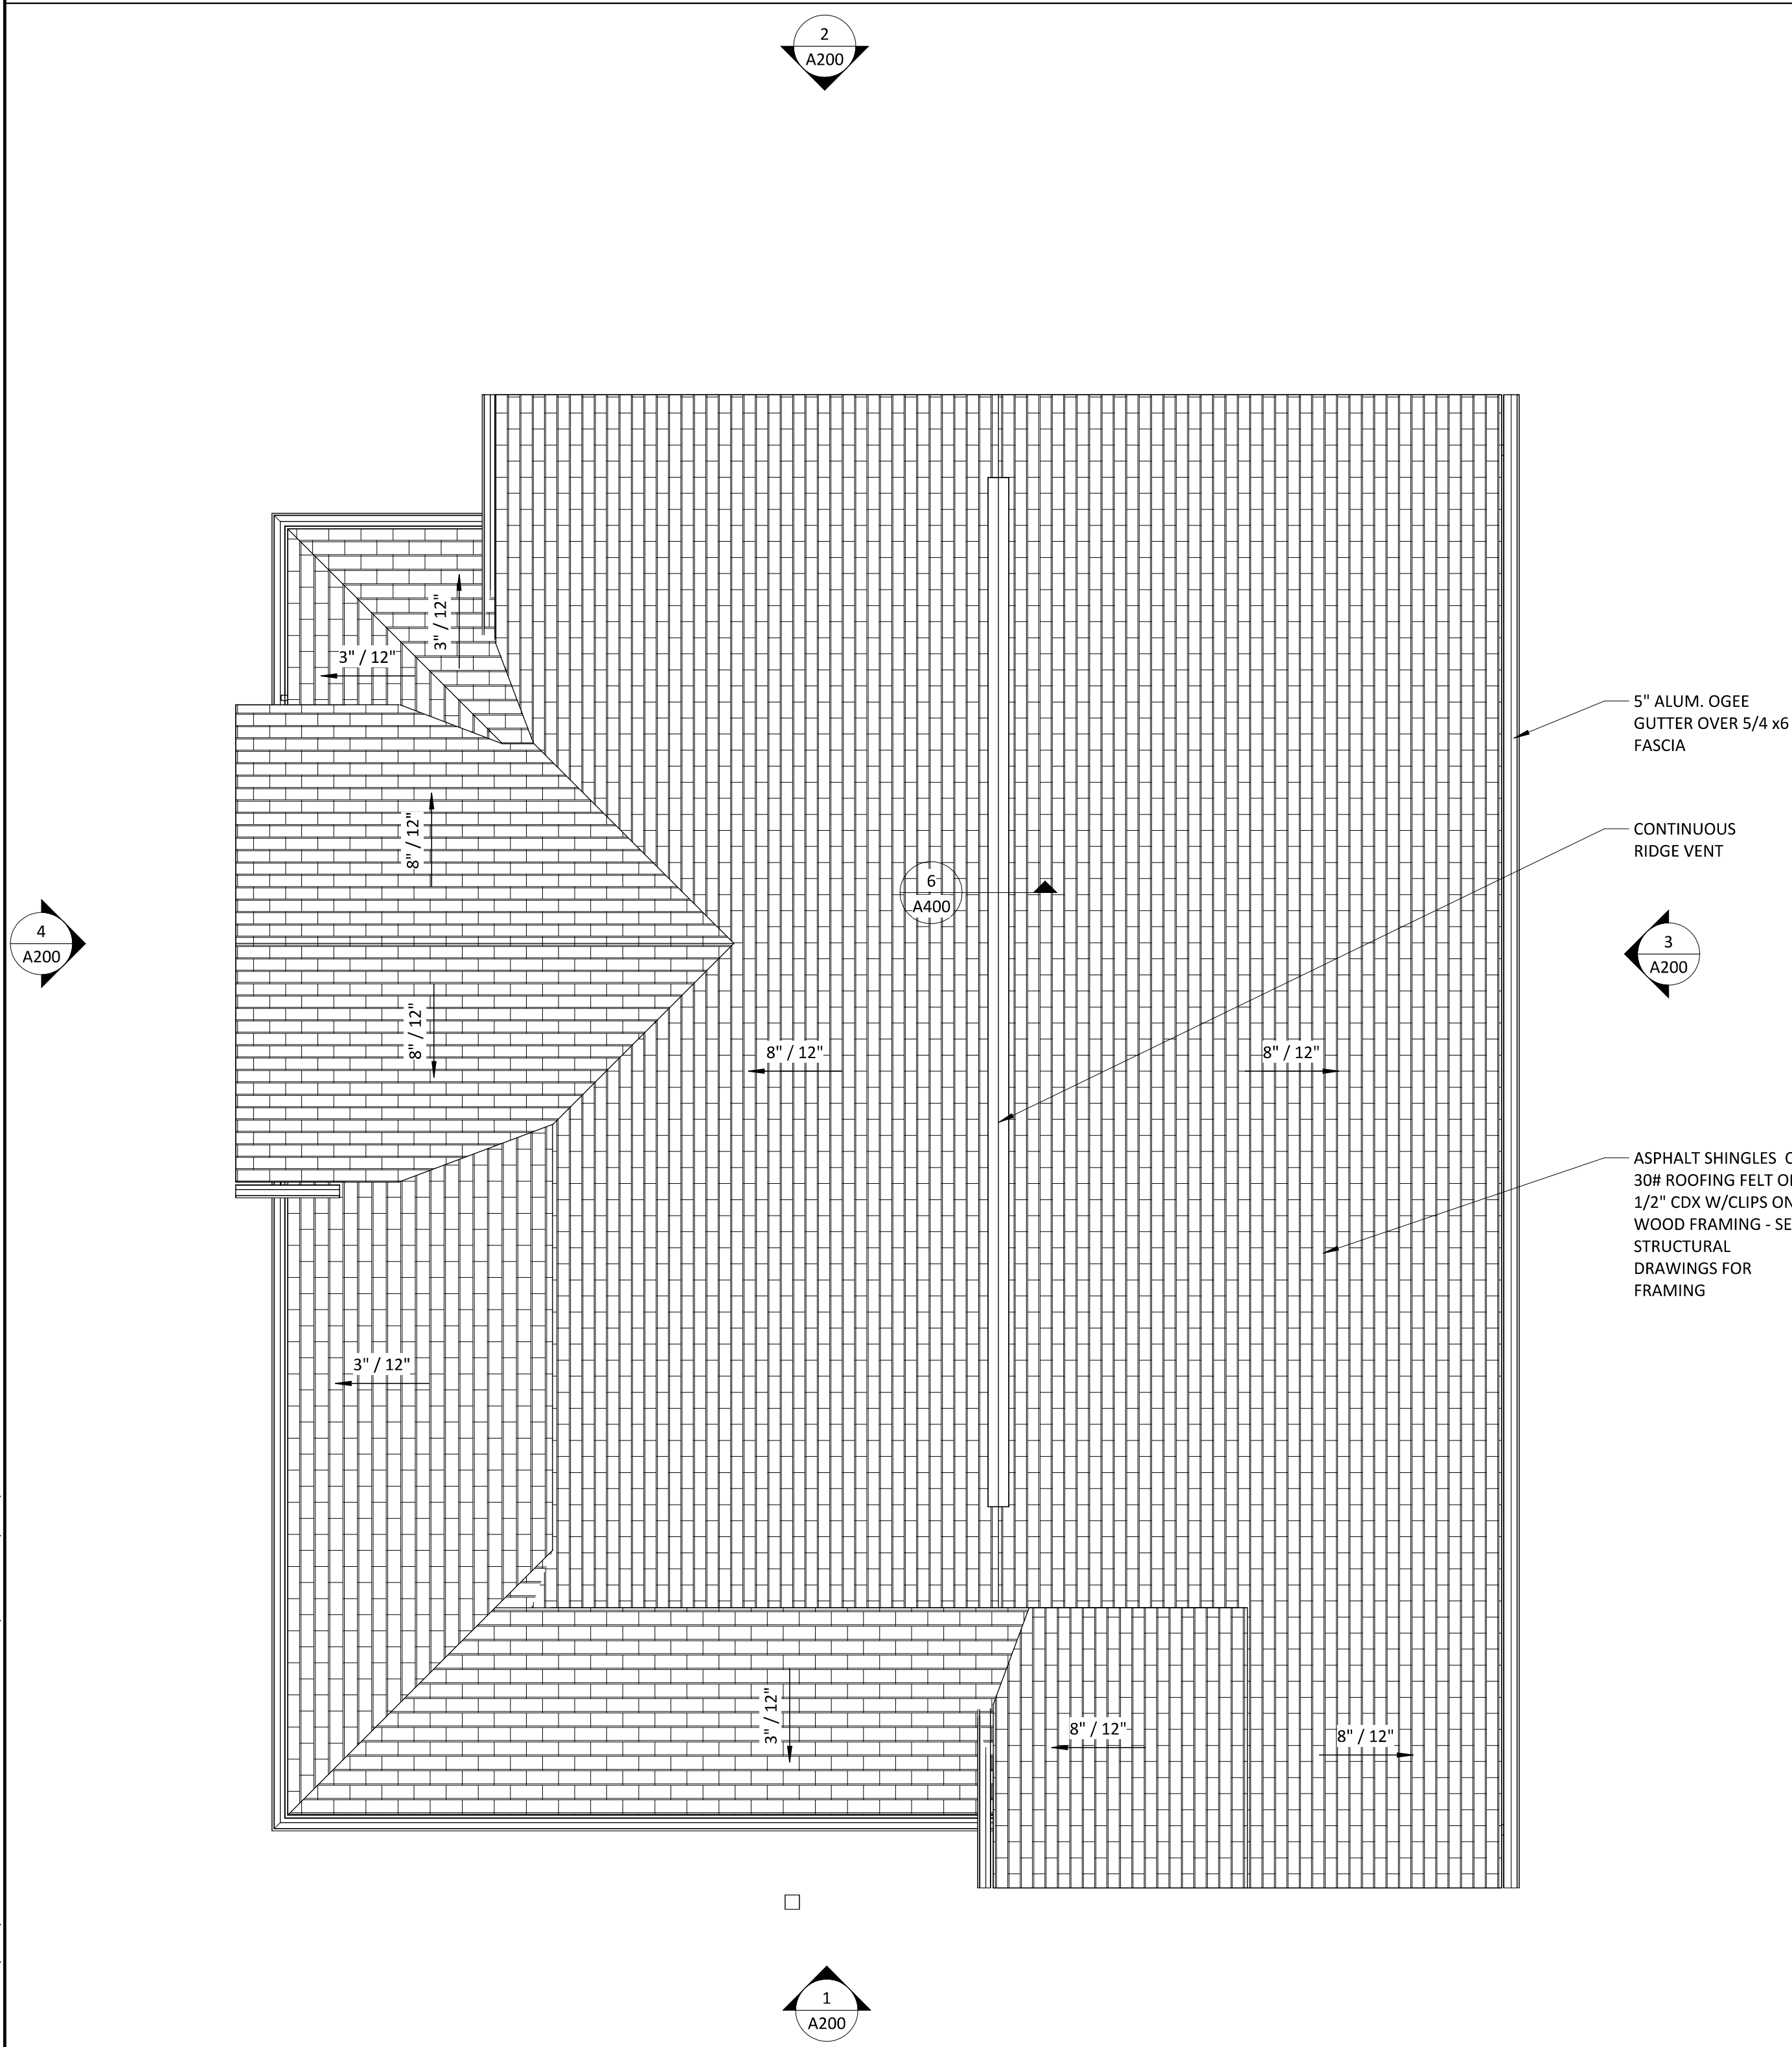 2
A200
3" / 12"
3" / 12"
5" ALUM. OGEE
GUTTER OVER 5/4 x6
FASCIA
8" / 12"
CONTINUOUS
RIDGE VENT
6
A400
4
A200
3
A200
8" / 12"
8" / 12"
8" / 12"
ASPHALT SHINGLES
30# ROOFING FELT
1/2" CDX W/CLIPS ON
WOOD FRAMING -
STRUCTURAL
DRAWINGS FOR
FRAMING
3" / 12"
3" / 12"
8" / 12"
8" / 12"
1
A200